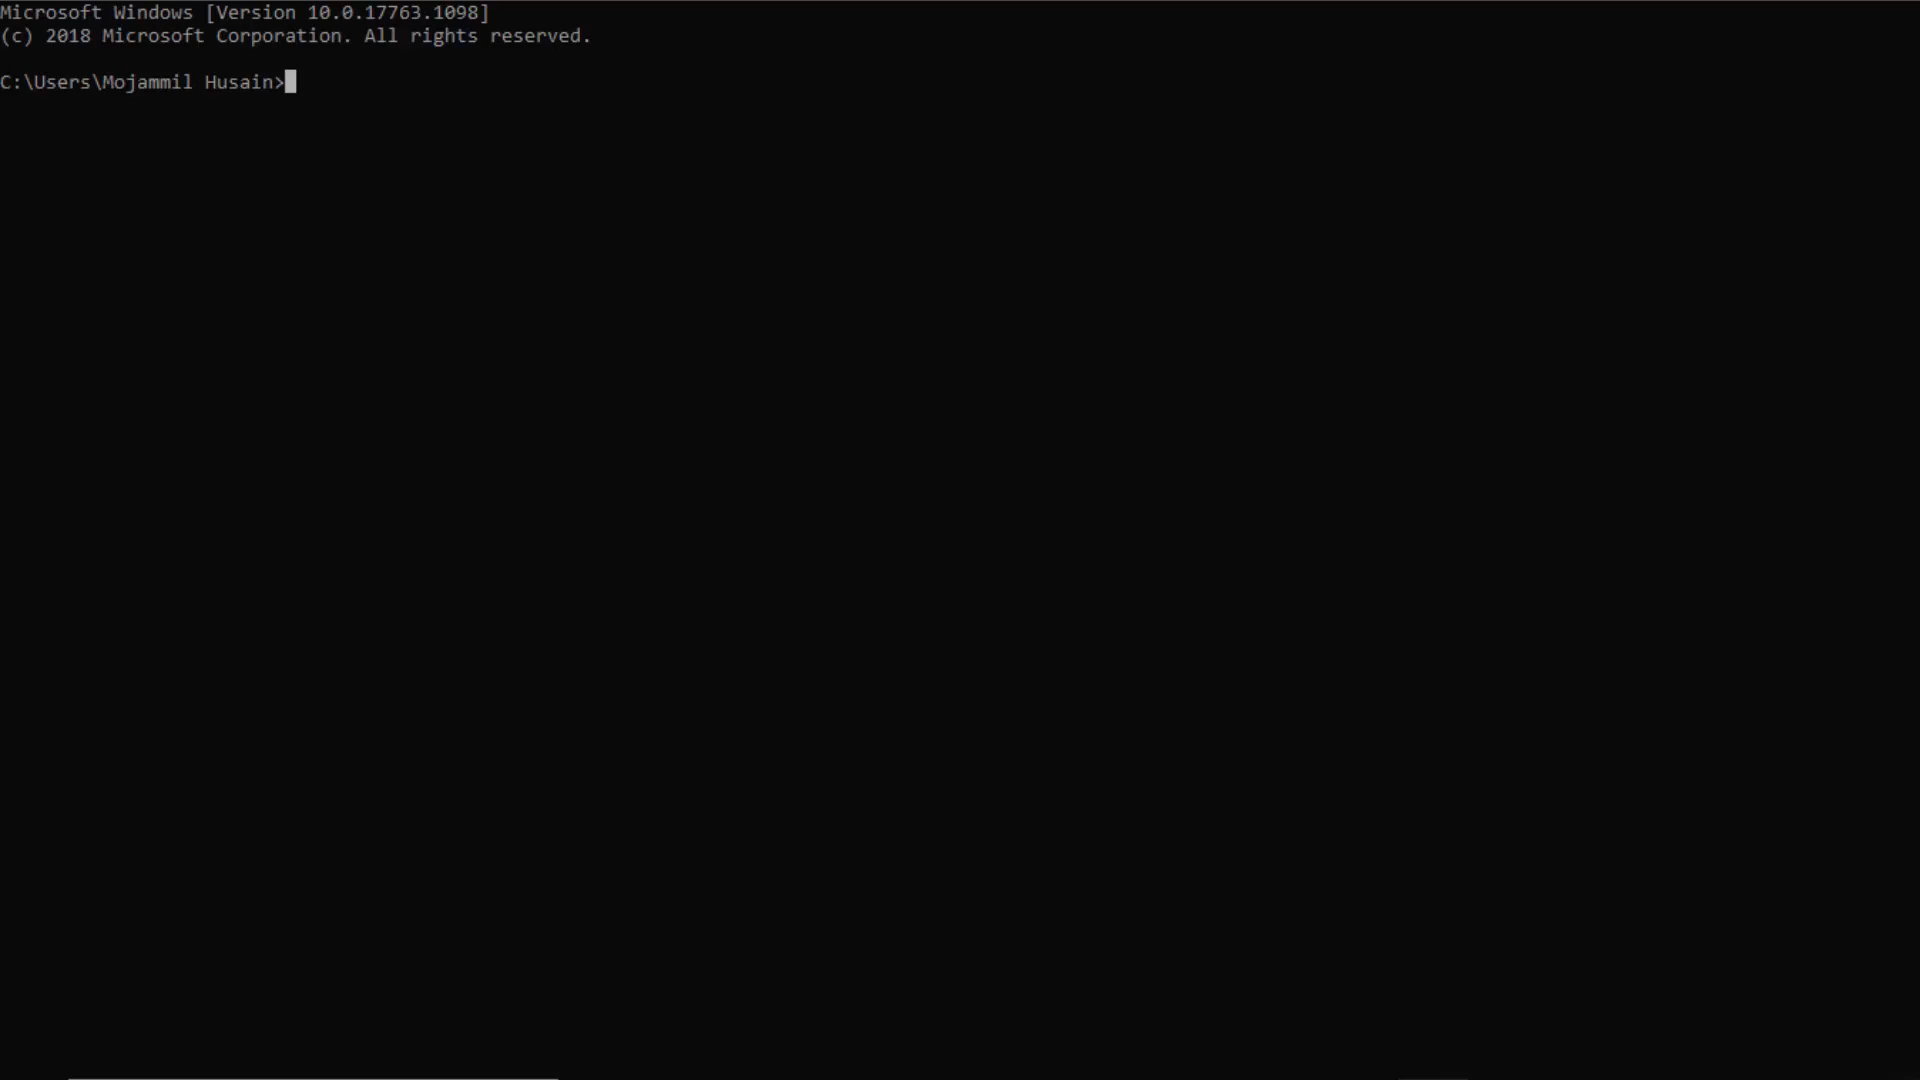 Microsoft Windows [Version 10.0.17763.1098]
(c) 2018 Microsoft Corporation. All rights reserved.
C:\Users\Mojammil Husain>